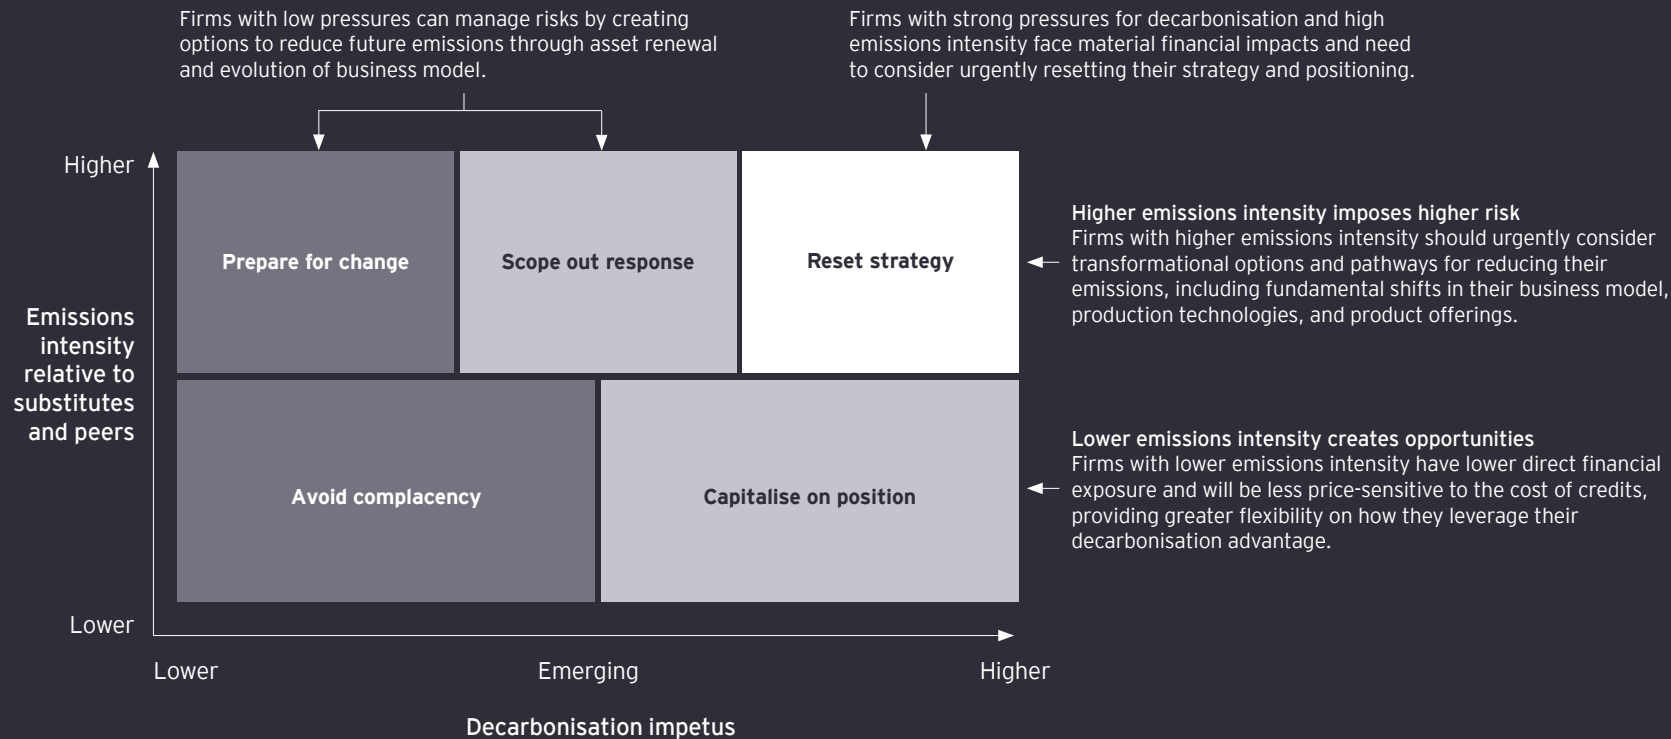 Firms with low pressures can manage risks by creating
options to reduce future emissions through asset renewal
and evolution of business model.
Firms with strong pressures for decarbonisation and high
emissions intensity face material financial impacts and need
to consider urgently resetting their strategy and positioning.
Higher
Emissions
intensity
relative to
substitutes
and peers
Lower
Prepare for change
Scope out response
Reset strategy
Avoid complacency
Capitalise on position
Higher emissions intensity imposes higher risk
Firms with higher emissions intensity should urgently consider
transformational options and pathways for reducing their
emissions, including fundamental shifts in their business model,
production technologies, and product offerings.
Lower emissions intensity creates opportunities
Firms with lower emissions intensity have lower direct financial
exposure and will be less price-sensitive to the cost of credits,
providing greater flexibility on how they leverage their
decarbonisation advantage.
Lower
Emerging
Higher
Decarbonisation impetus